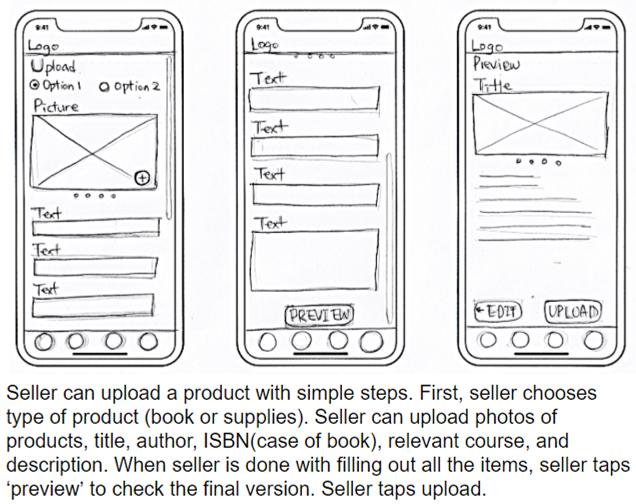 9:41
Logo
Upload
Option 1 Option 2
Picture
Text
Text
Text
9:41
Logo
Text
Text
Text
Text
PREVIEW
9:41
Logo
Preview
Title
←EDIT UPLOAD
Seller can upload a product with simple steps. First, seller chooses
type of product (book or supplies). Seller can upload photos of
products, title, author, ISBN(case of book), relevant course, and
description. When seller is done with filling out all the items, seller taps
‘preview’ to check the final version. Seller taps upload.